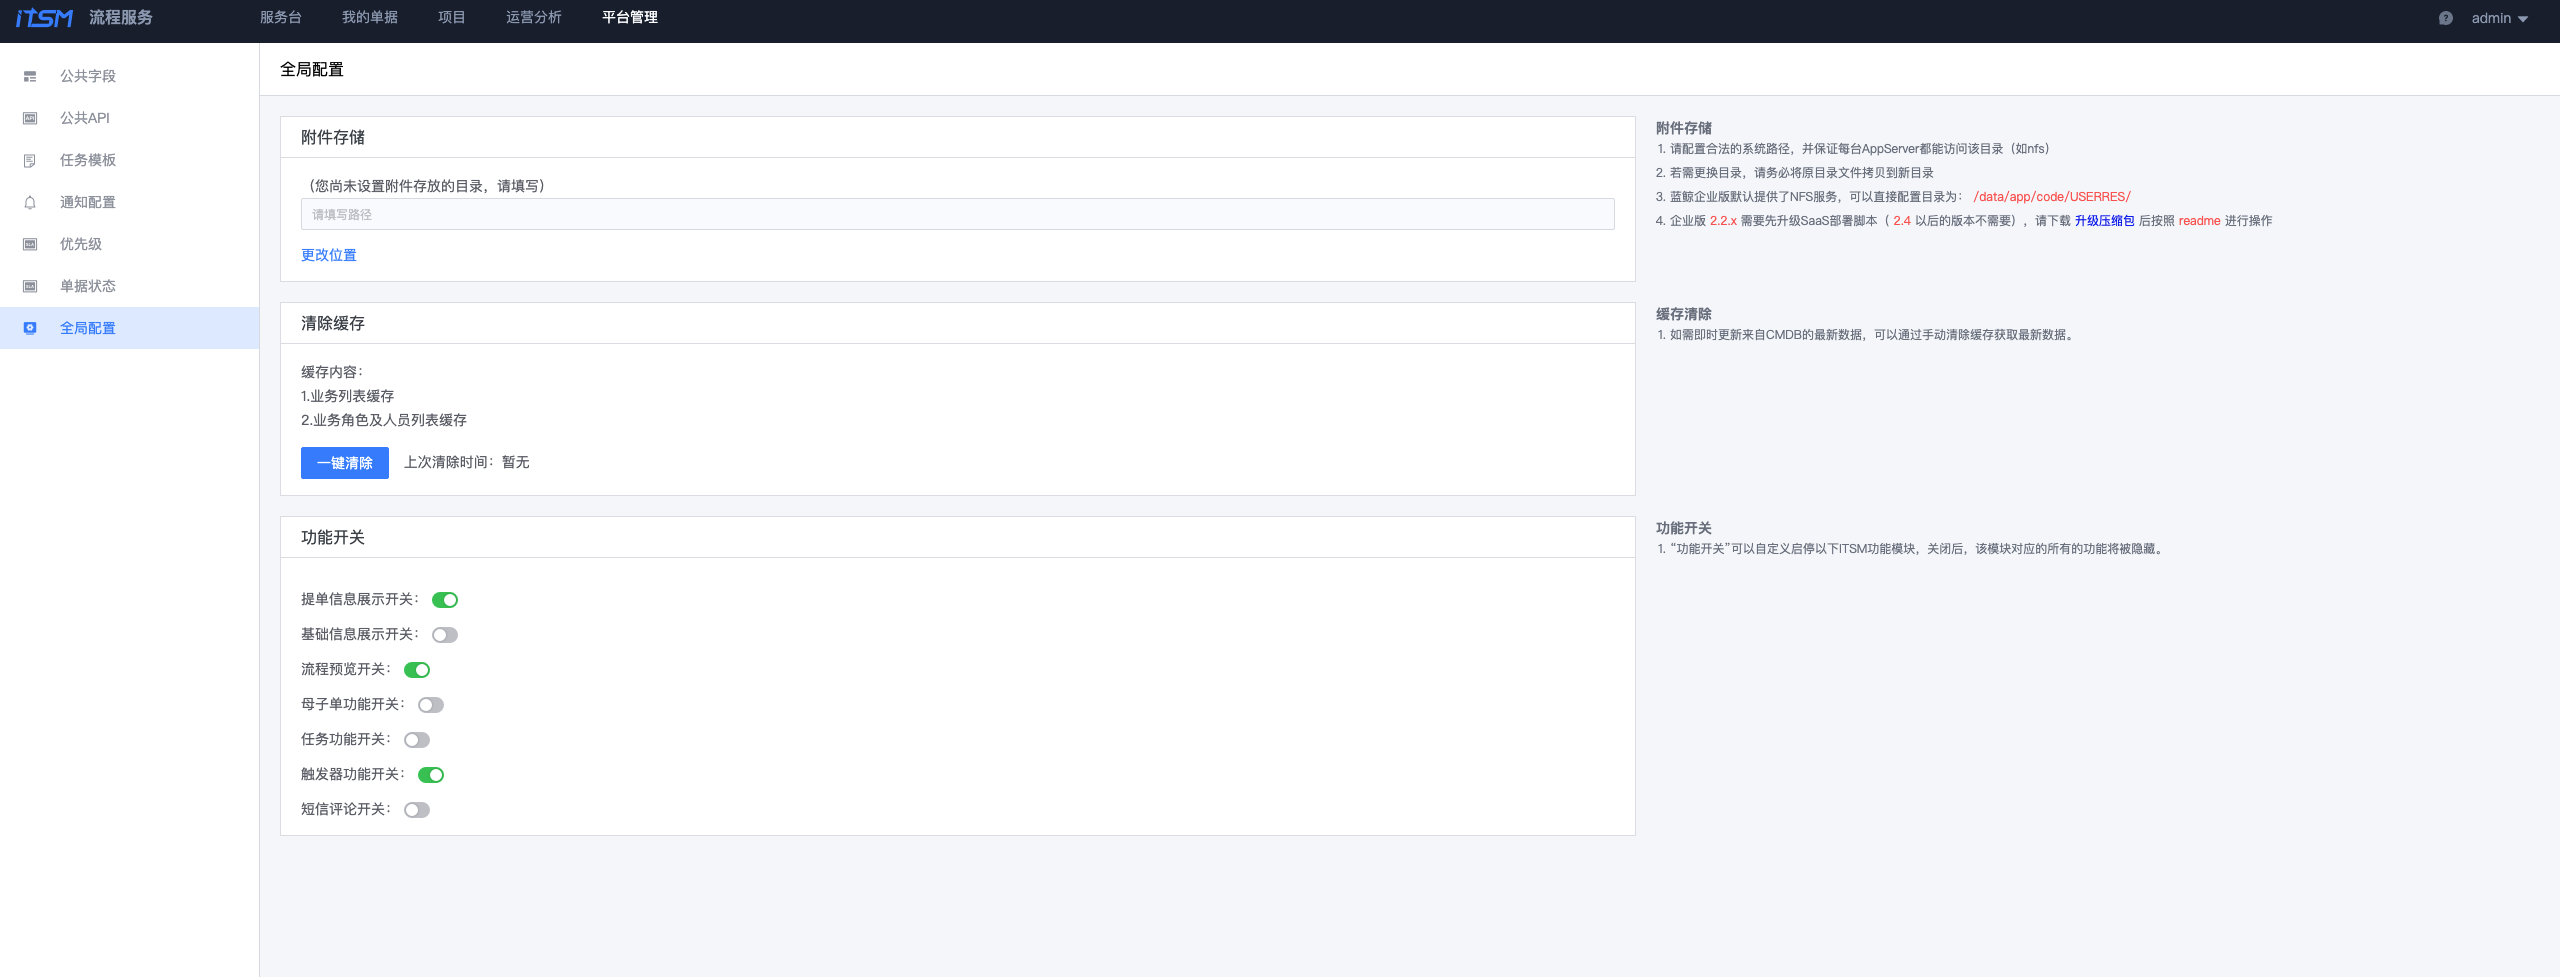 iTSM 流程服务 服务台 我的单据 项目 运营分析 平台管理 admin
公共字段
公共API
任务模板
通知配置
优先级
单据状态
全局配置
全局配置
附件存储
（您尚未设置附件存放的目录，请填写）
请填写路径
更改位置
附件存储
1. 请配置合法的系统路径，并保证每台AppServer都能访问该目录（如nfs）
2. 若需更换目录，请务必将原目录文件拷贝到新目录
3. 蓝鲸企业版默认提供了NFS服务，可以直接配置目录为： /data/app/code/USERRES/
4. 企业版 2.2.x 需要先升级SaaS部署脚本（ 2.4 以后的版本不需要），请下载 升级压缩包 后按照 readme 进行操作
清除缓存
缓存内容：
1.业务列表缓存
2.业务角色及人员列表缓存
一键清除 上次清除时间：暂无
缓存清除
1. 如需即时更新来自CMDB的最新数据，可以通过手动清除缓存获取最新数据。
功能开关
提单信息展示开关：
基础信息展示开关：
流程预览开关：
母子单功能开关：
任务功能开关：
触发器功能开关：
短信评论开关：
功能开关
1. “功能开关”可以自定义启停以下ITSM功能模块，关闭后，该模块对应的所有的功能将被隐藏。